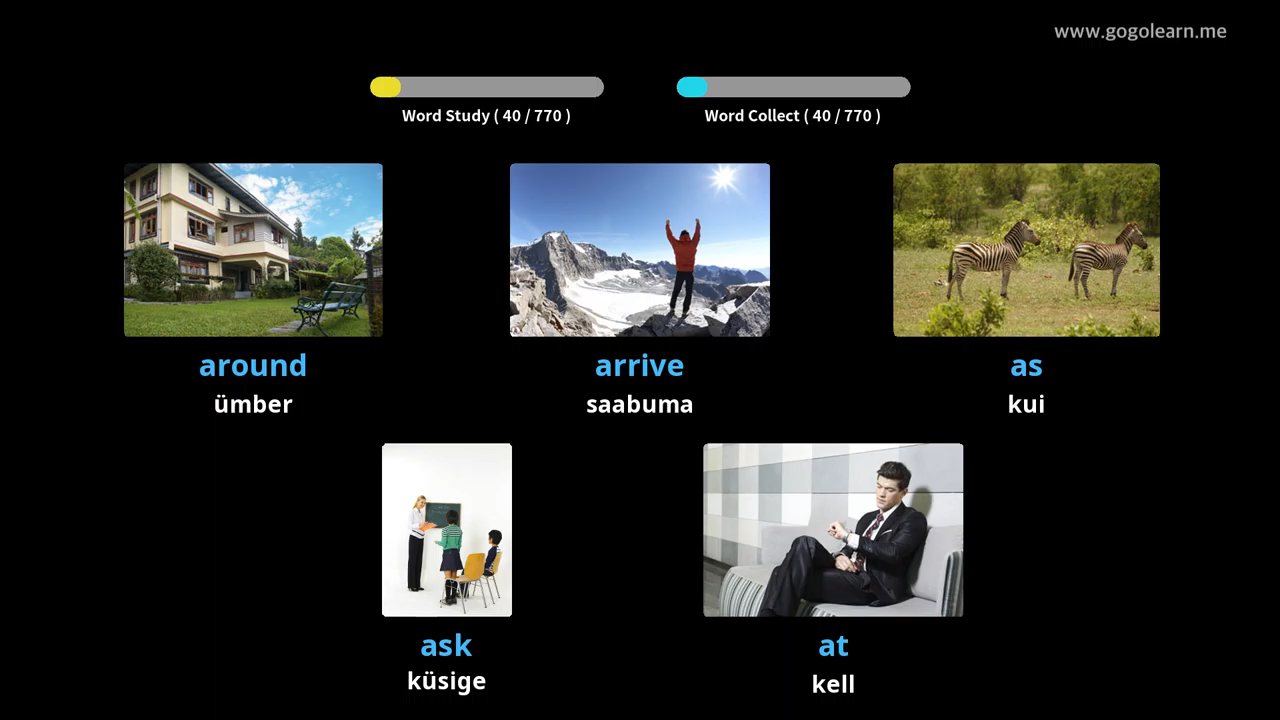 www.gogolearn.me
Word Study ( 40 / 770 )
Word Collect ( 40 / 770 )
around
ümber
arrive
saabuma
as
kui
ask
küsige
at
kell